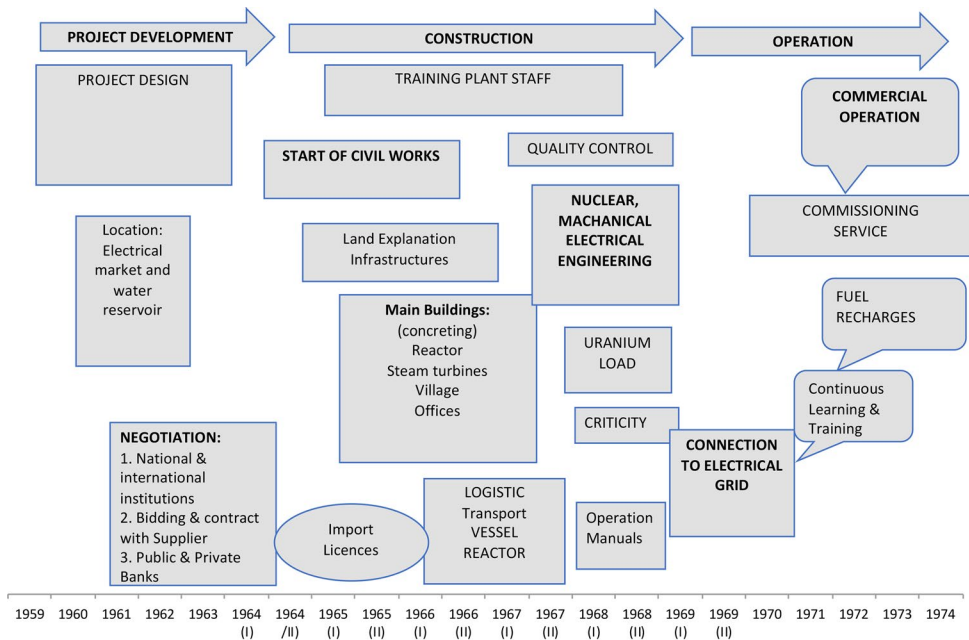 PROJECT DEVELOPMENT
CONSTRUCTION
OPERATION
PROJECT DESIGN
TRAINING PLANT STAFF
COMMERCIAL
OPERATION
START OF CIVIL WORKS
QUALITY CONTROL
NUCLEAR,
MACHANICAL
ELECTRICAL
ENGINEERING
COMMISSIONING
SERVICE
Location:
Electrical
market and
water
reservoir
Land Explanation
Infrastructures
Main Buildings:
(concreting)
Reactor
Steam turbines
Village
Offices
URANIUM
LOAD
FUEL
RECHARGES
Continuous
Learning &
Training
CRITICITY
CONNECTION
TO ELECTRICAL
GRID
NEGOTIATION:
1. National &
international
institutions
2. Bidding & contract
with Supplier
3. Public & Private
Banks
Import
Licences
LOGISTIC
Transport
VESSEL
REACTOR
Operation
Manuals
1959 1960 1961 1962 1963 1964 1964 1965 1965 1966 1966 1967 1967 1968 1968 1969 1969 1970 1971 1972 1973 1974
(I) /II) (I) (II) (I) (II) (I) (II) (I) (II) (I) (II)